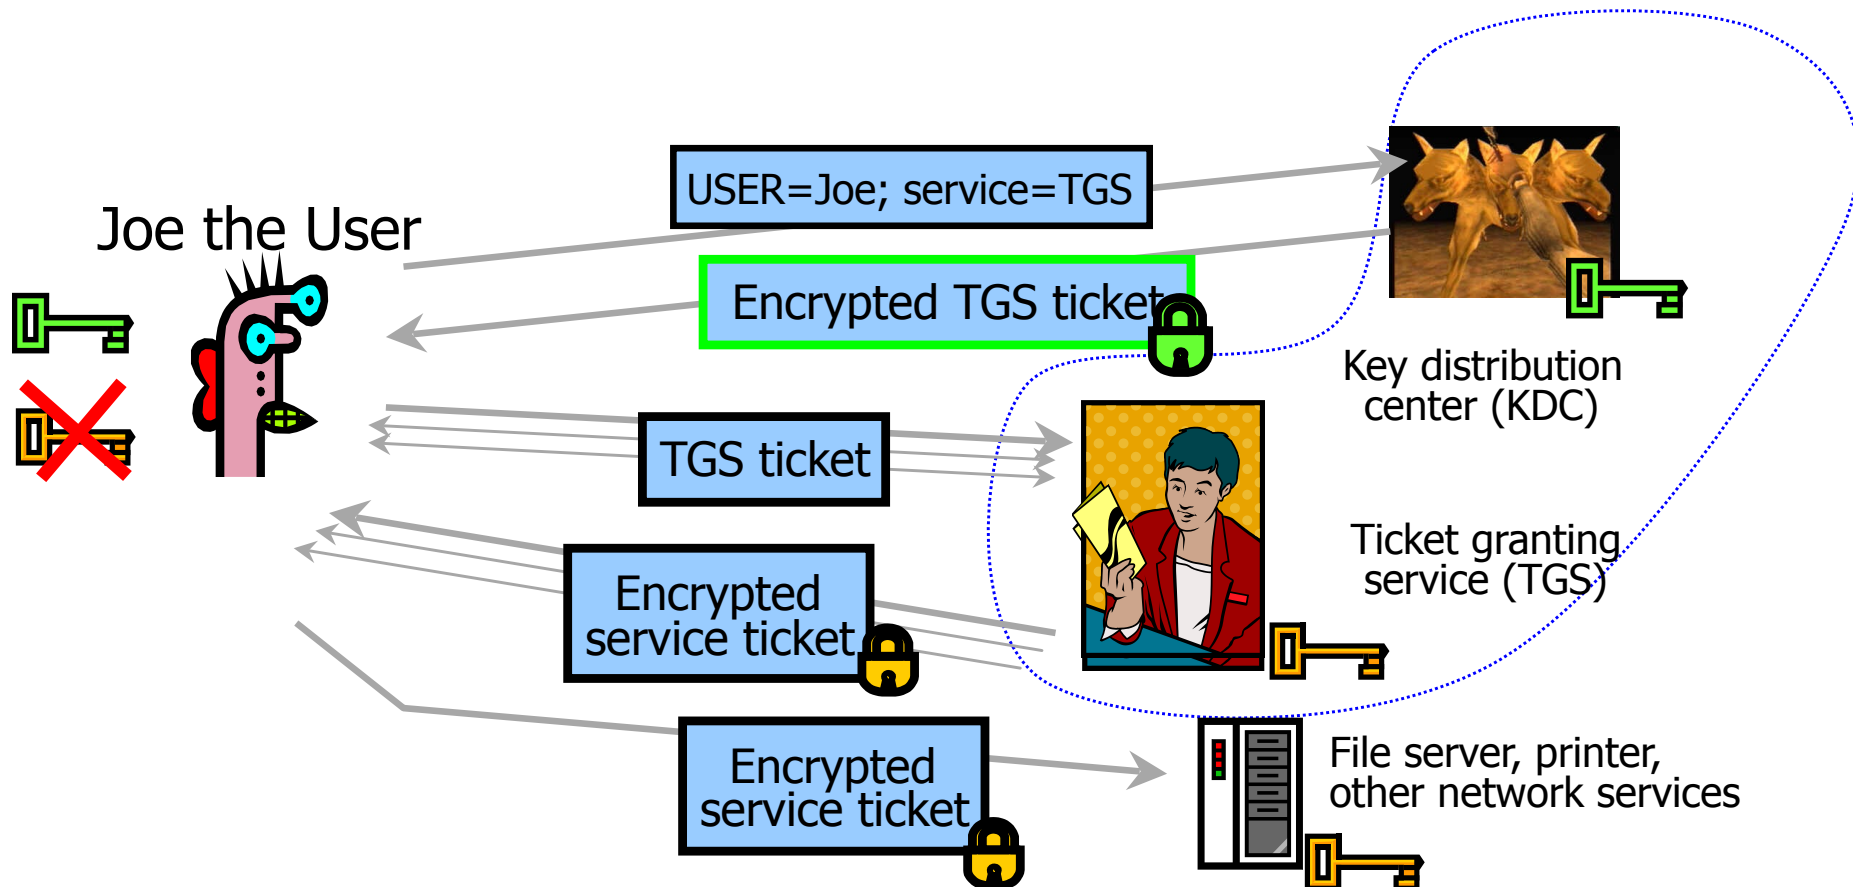 USER=Joe; service=TGS
Joe the User
Encrypted TGS ticket
Key distribution
center (KDC)
TGS ticket
Ticket granting
service (TGS)
Encrypted
service ticket
Encrypted
service ticket
File server, printer,
other network services